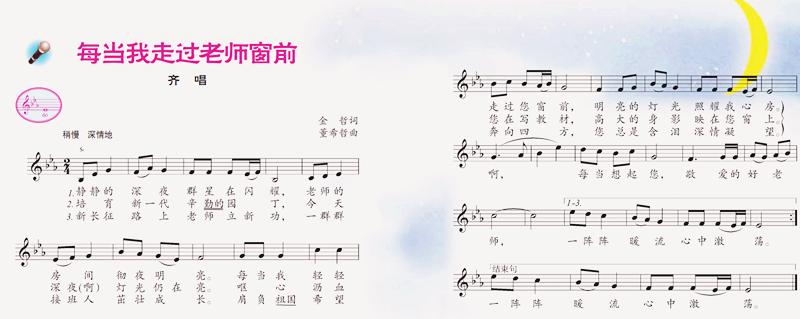 每当我走过老师窗前
齐 唱
金 哲词
董希哲曲
稍慢 深情地
1.静静的 深夜 群星在闪耀, 老师的
2.培育 新一代 辛勤的园丁, 今天
3.新长征 路上 老师立新功, 一群群
房间 彻夜明亮。 每当我 轻轻
深夜(啊) 灯光仍在亮。 呕心 沥血
接班人 茁壮成长。 肩负祖国 希望
走过您窗前, 明亮的灯光 照耀我心房。
您在写教材, 高大的身影 映在您窗上。
奔向四方, 您总是含泪深情凝望。
啊, 每当想起您, 敬爱的好老
1-3.
师, 一阵阵暖流心中激荡。
结束句
一阵阵暖流心中激荡。